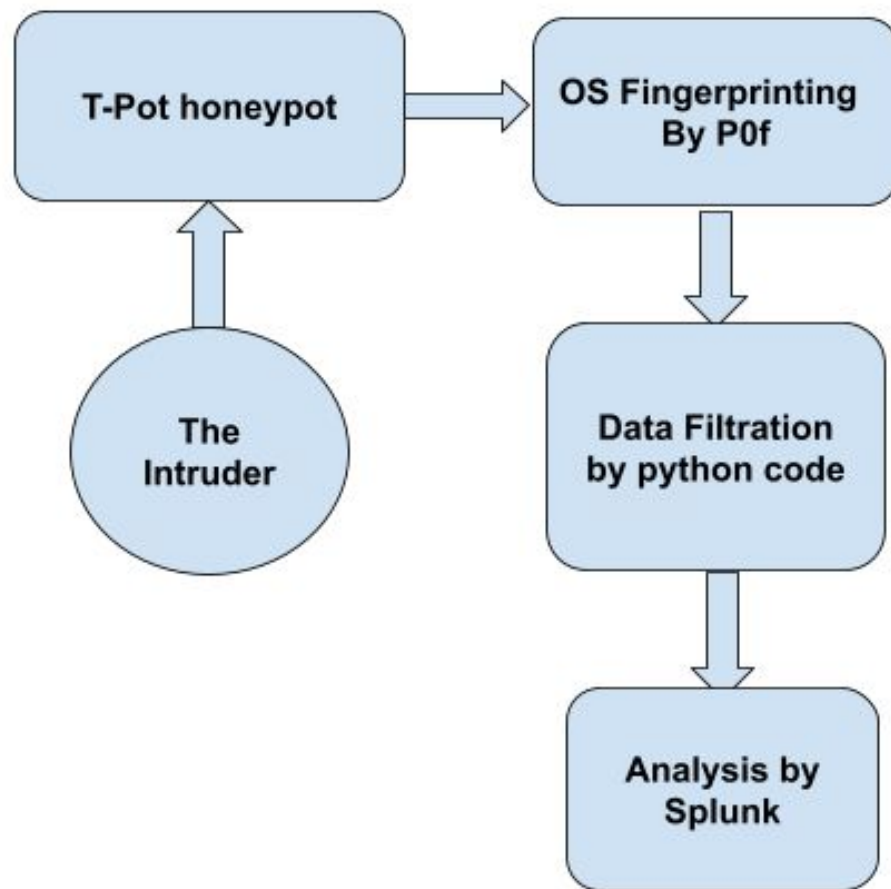 T-Pot honeypot
OS Fingerprinting
By P0f
The
Intruder
Data Filtration
by python code
Analysis by
Splunk